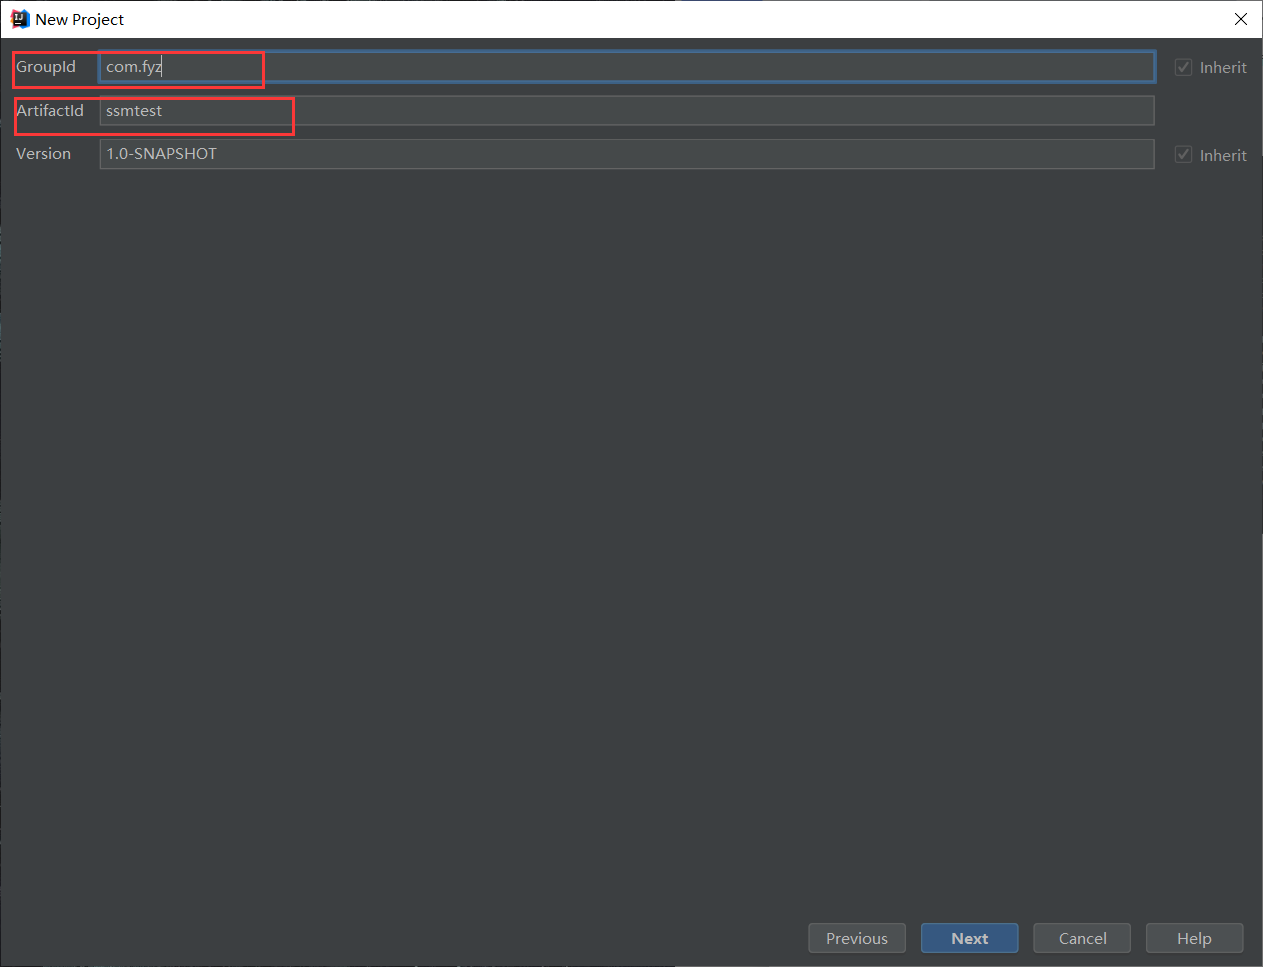 New Project
GroupId com.fyz Inherit
ArtifactId ssmtest
Version 1.0-SNAPSHOT Inherit
Previous Next Cancel Help